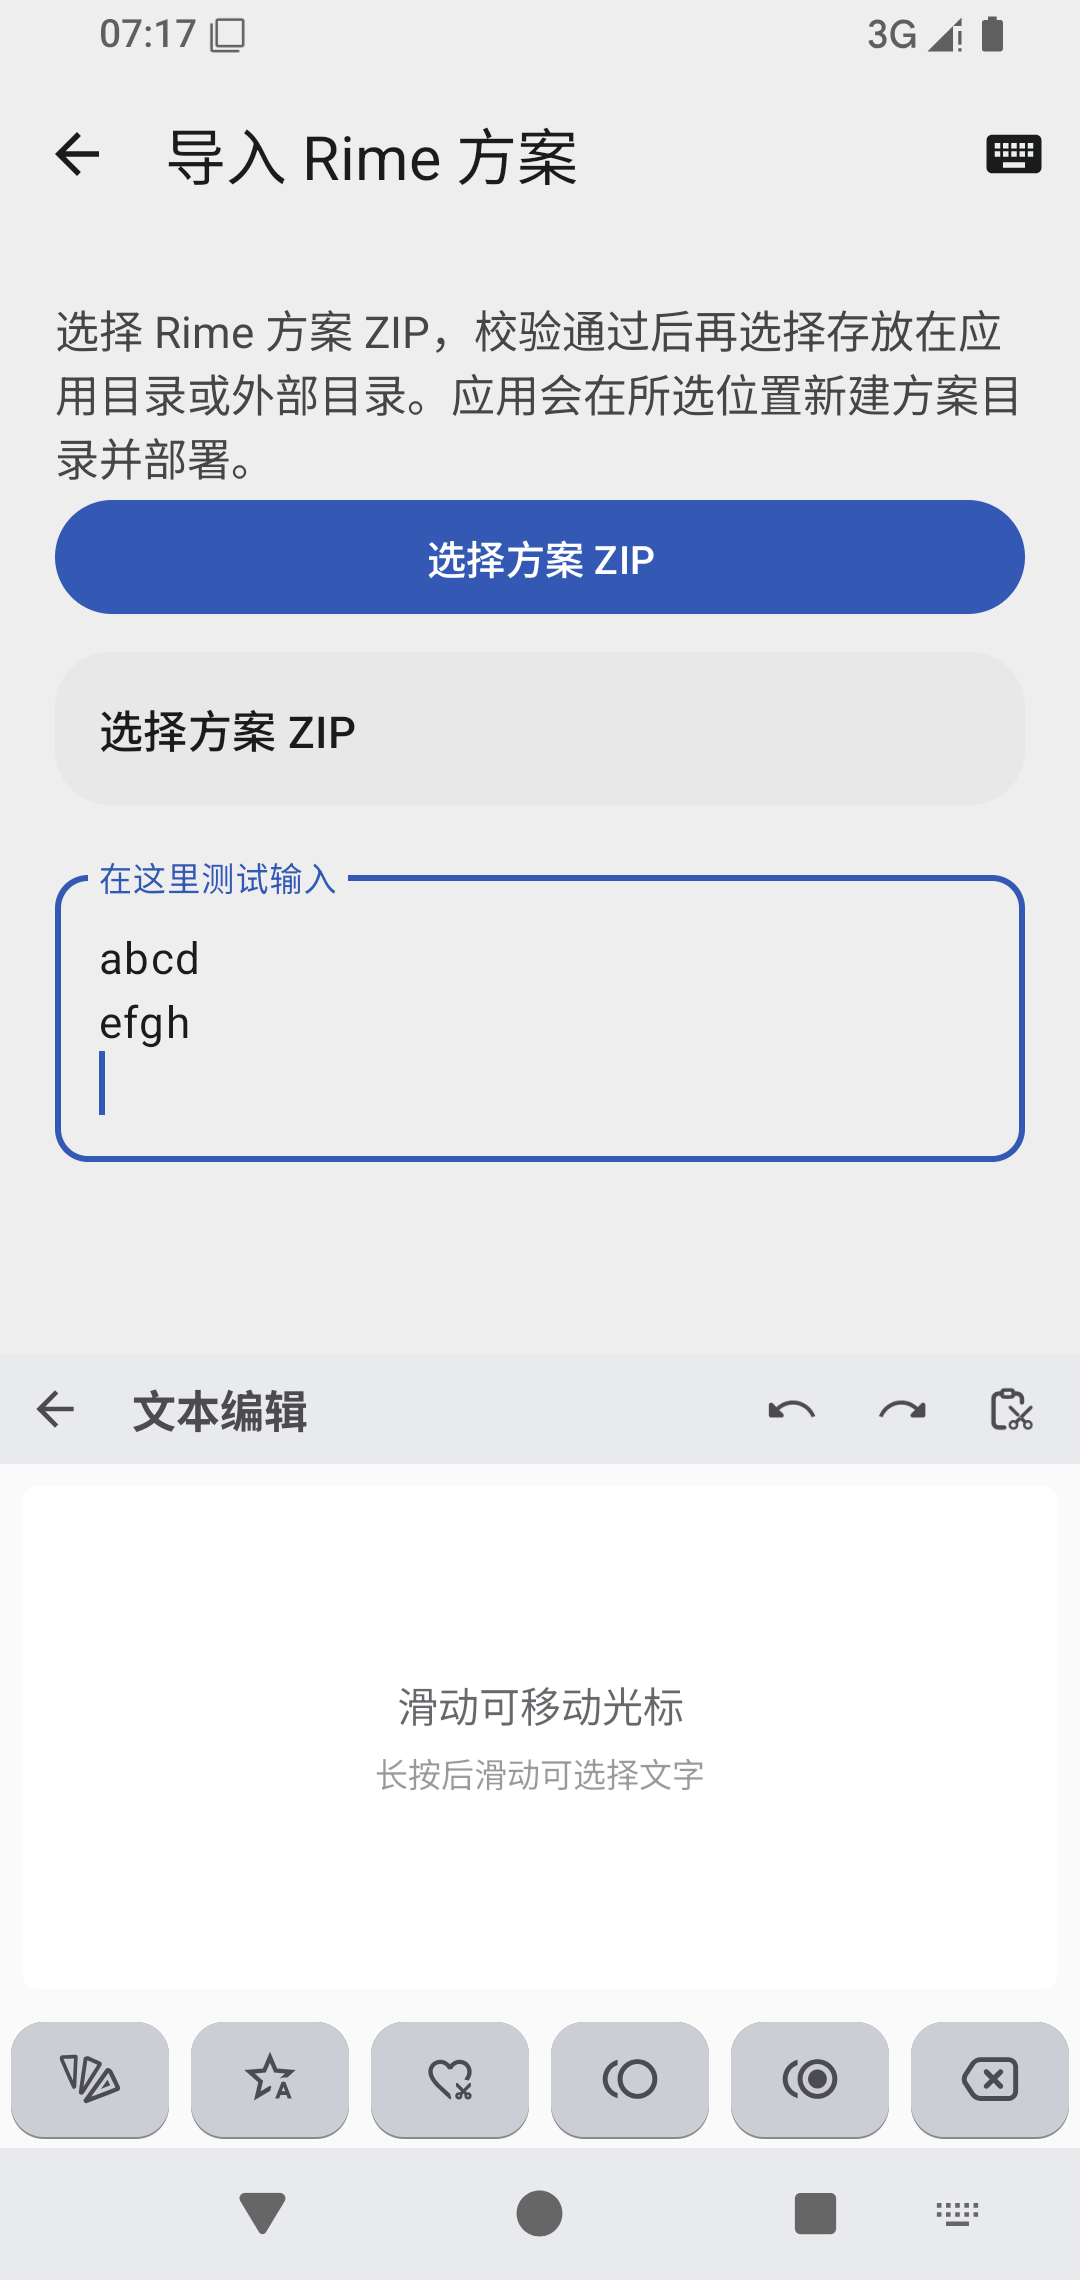 07:17
3G
导入 Rime 方案
选择 Rime 方案 ZIP，校验通过后再选择存放在应
用目录或外部目录。应用会在所选位置新建方案目
录并部署。
选择方案 ZIP
选择方案 ZIP
在这里测试输入
abcd
efgh
文本编辑
滑动可移动光标
长按后滑动可选择文字